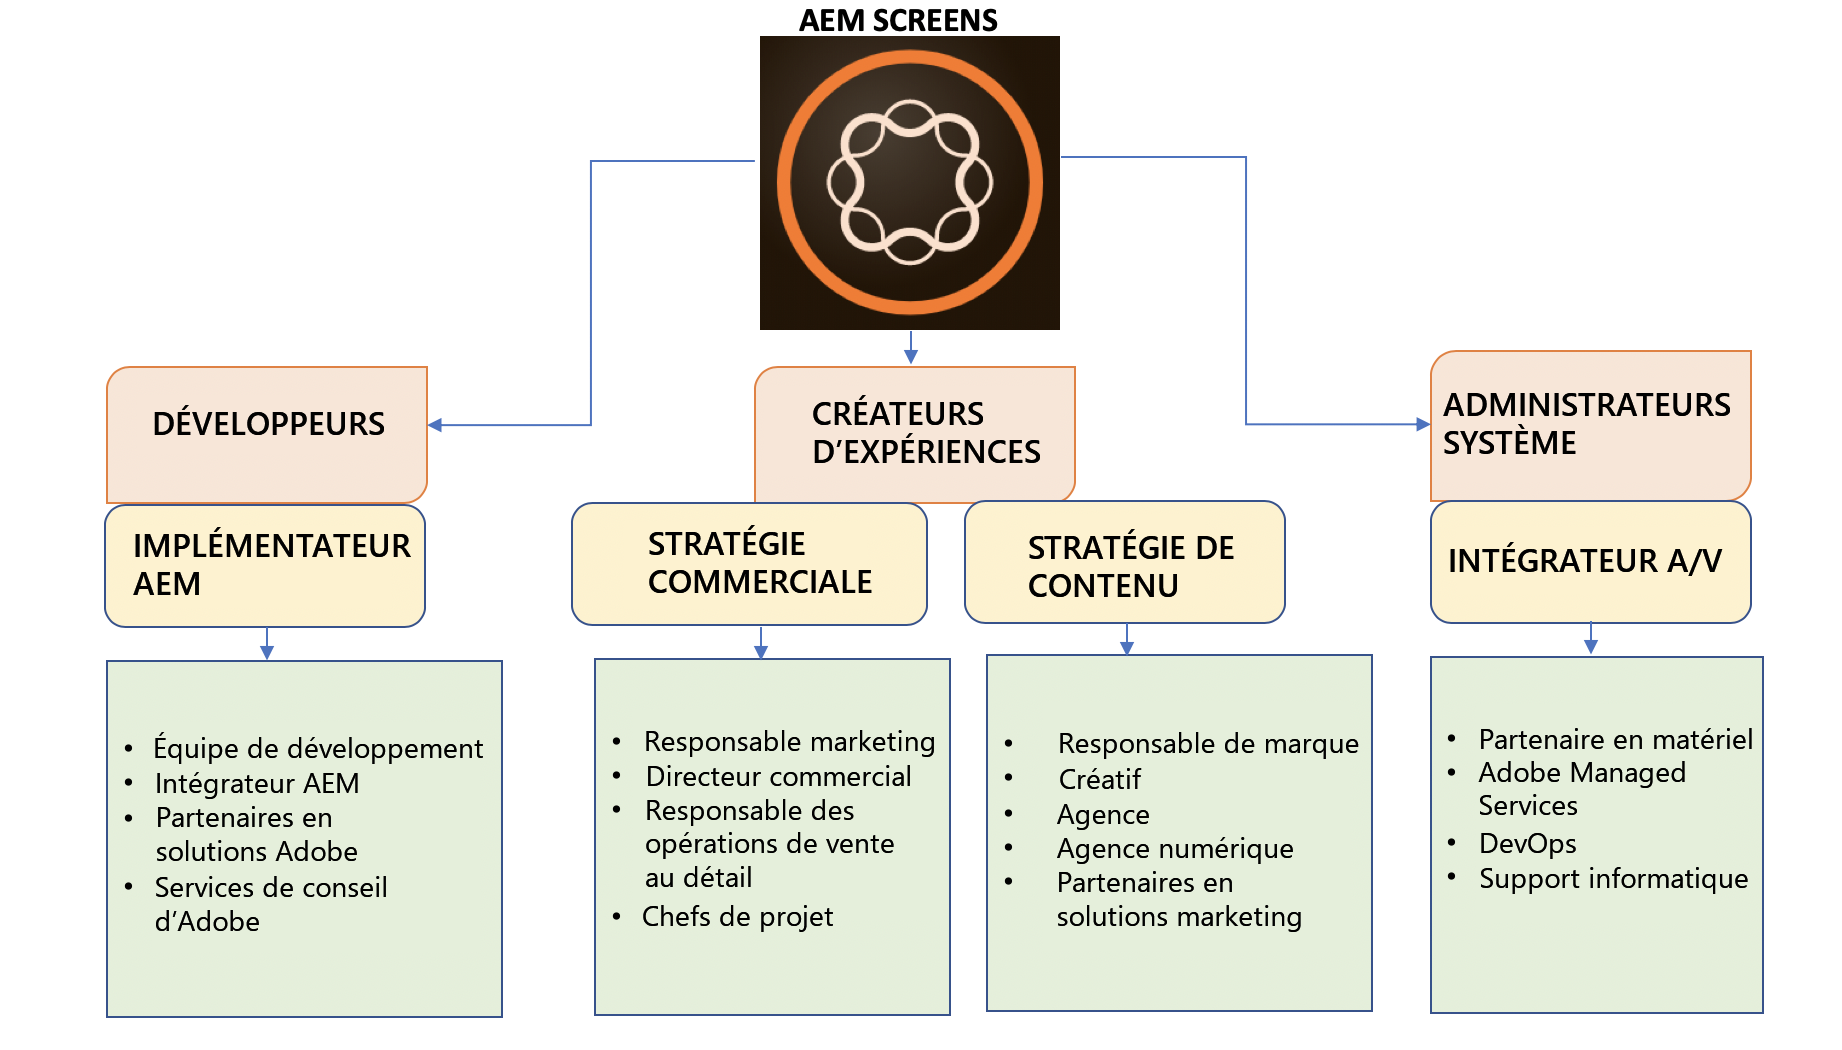 AEM SCREENS
DÉVELOPPEURS
CRÉATEURS
D’EXPÉRIENCES
ADMINISTRATEURS
SYSTÈME
IMPLÉMENTATEUR
AEM
STRATÉGIE
COMMERCIALE
STRATÉGIE DE
CONTENU
INTÉGRATEUR A/V
• Équipe de développement
• Intégrateur AEM
• Partenaires en
solutions Adobe
• Services de conseil
d’Adobe
• Responsable marketing
• Directeur commercial
• Responsable des
opérations de vente
au détail
• Chefs de projet
• Responsable de marque
• Créatif
• Agence
• Agence numérique
• Partenaires en
solutions marketing
• Partenaire en matériel
• Adobe Managed
Services
• DevOps
• Support informatique